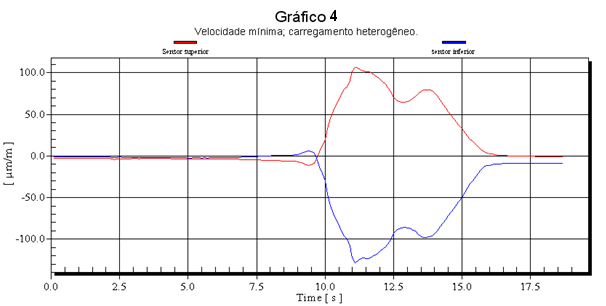 Gráfico 4
Velocidade mínima; carregamento heterogêneo.
Sensor superior
sensor inferior
100.0
50.0
0.0
-50.0
-100.0
[ µm/m ]
0.0 2.5 5.0 7.5 10.0 12.5 15.0 17.5
Time [ s ]